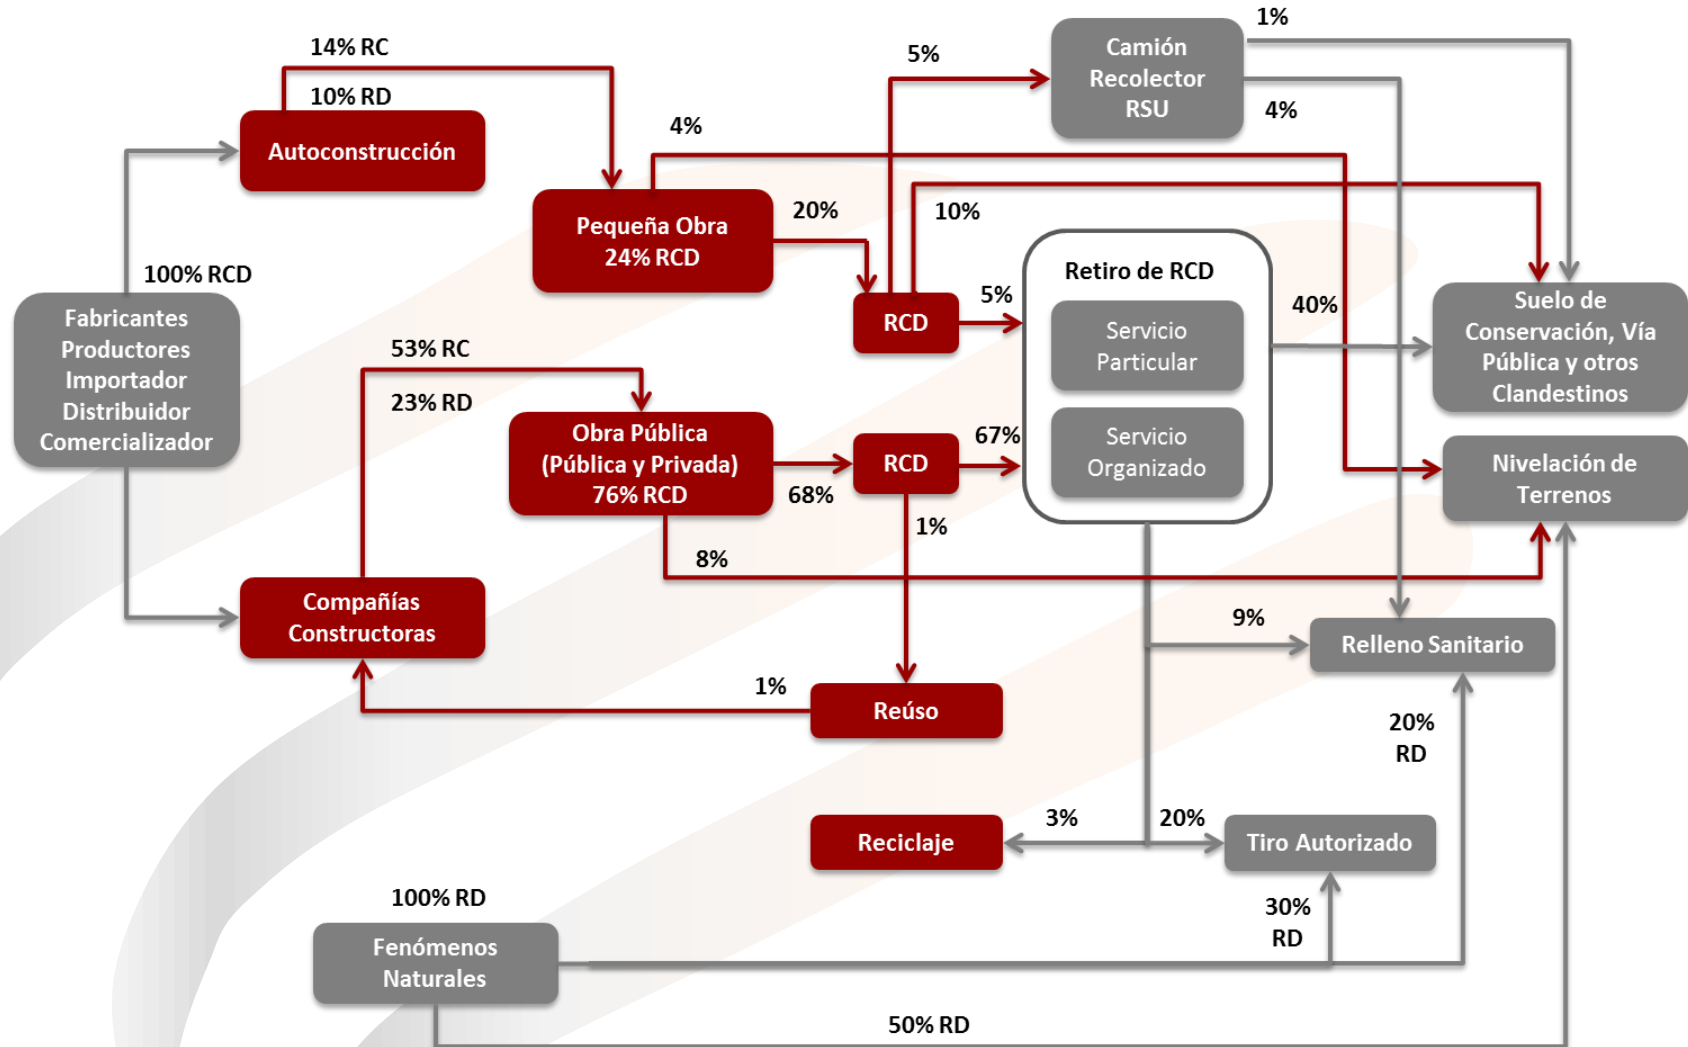 1%
14% RC
5%
Camión
Recolector
RSU
10% RD
4%
4%
Autoconstrucción
20%
10%
Pequeña Obra
24% RCD
100% RCD
Retiro de RCD
5%
40%
RCD
Suelo de
Conservación, Vía
Pública y otros
Clandestinos
Fabricantes
Productores
Importador
Distribuidor
Comercializador
Servicio
Particular
53% RC
23% RD
Obra Pública
(Pública y Privada)
76% RCD
67%
RCD
68%
Servicio
Organizado
Nivelación de
Terrenos
1%
8%
Compañías
Constructoras
9%
Relleno Sanitario
1%
Reúso
20%
RD
3%
20%
Reciclaje
Tiro Autorizado
100% RD
30%
RD
Fenómenos
Naturales
50% RD